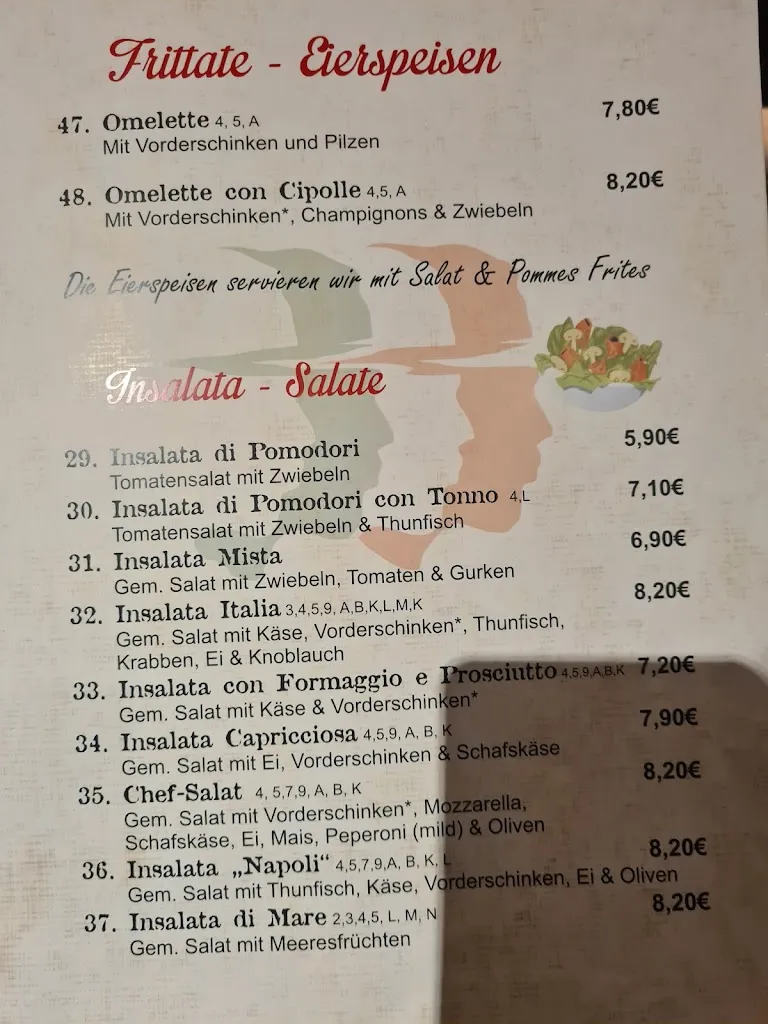 Frittate - Eierspeisen
47. Omelette 4, 5, A 7,80€
Mit Vorderschinken und Pilzen
48. Omelette con Cipolle 4,5, A 8,20€
Mit Vorderschinken*, Champignons & Zwiebeln
Die Eierspeisen servieren wir mit Salat & Pommes Frites
Insalata - Salate
29. Insalata di Pomodori 5,90€
Tomatensalat mit Zwiebeln
30. Insalata di Pomodori con Tonno 4,L 7,10€
Tomatensalat mit Zwiebeln & Thunfisch
31. Insalata Mista 6,90€
Gem. Salat mit Zwiebeln, Tomaten & Gurken
32. Insalata Italia 3,4,5,9, A,B,K,L,M,K 8,20€
Gem. Salat mit Käse, Vorderschinken*, Thunfisch,
Krabben, Ei & Knoblauch
33. Insalata con Formaggio e Prosciutto 4,5,9,A,B,K 7,20€
Gem. Salat mit Käse & Vorderschinken*
34. Insalata Capricciosa 4,5,9, A, B, K 7,90€
Gem. Salat mit Ei, Vorderschinken & Schafskäse
35. Chef-Salat 4, 5,7,9, A, B, K 8,20€
Gem. Salat mit Vorderschinken*, Mozzarella,
Schafskäse, Ei, Mais, Peperoni (mild) & Oliven
36. Insalata „Napoli“ 4,5,7,9,A, B, K, L 8,20€
Gem. Salat mit Thunfisch, Käse, Vorderschinken, Ei & Oliven
37. Insalata di Mare 2,3,4,5, L, M, N 8,20€
Gem. Salat mit Meeresfrüchten